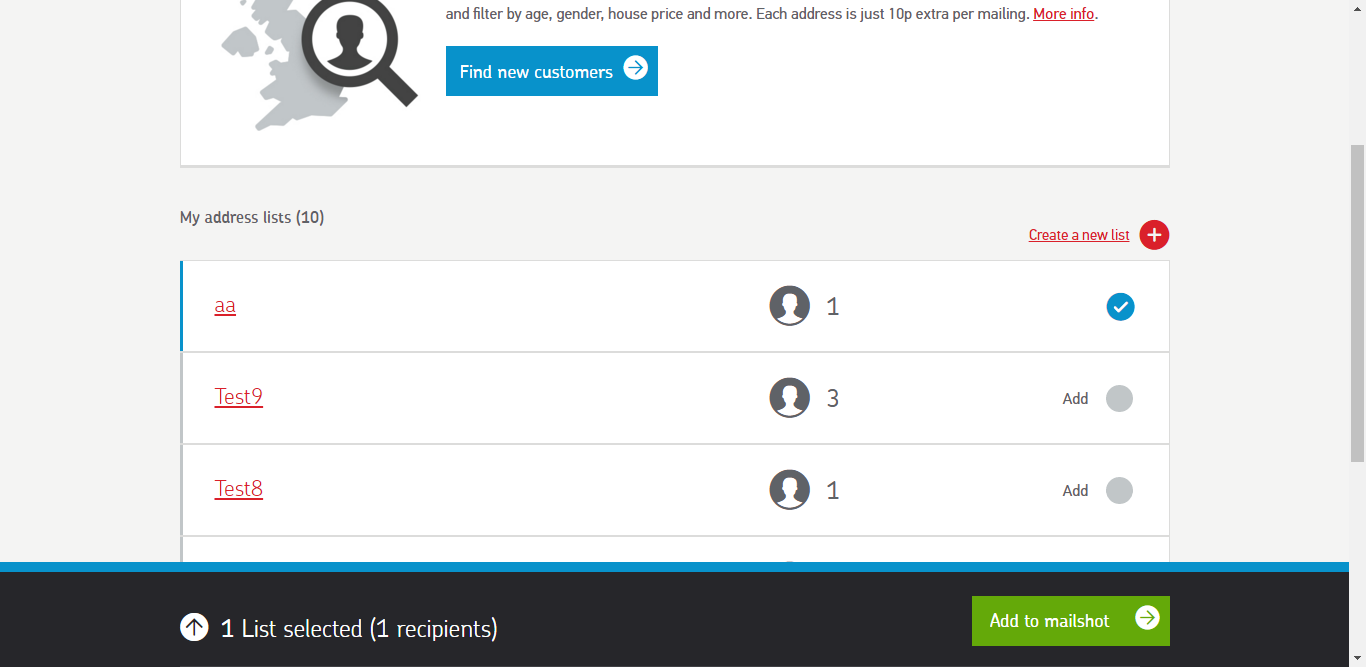 and filter by age, gender, house price and more. Each address is just 10p extra per mailing. More info.
Find new customers
My address lists (10)
Create a new list
aa
1
Test9
3
Add
Test8
1
Add
1 List selected (1 recipients)
Add to mailshot